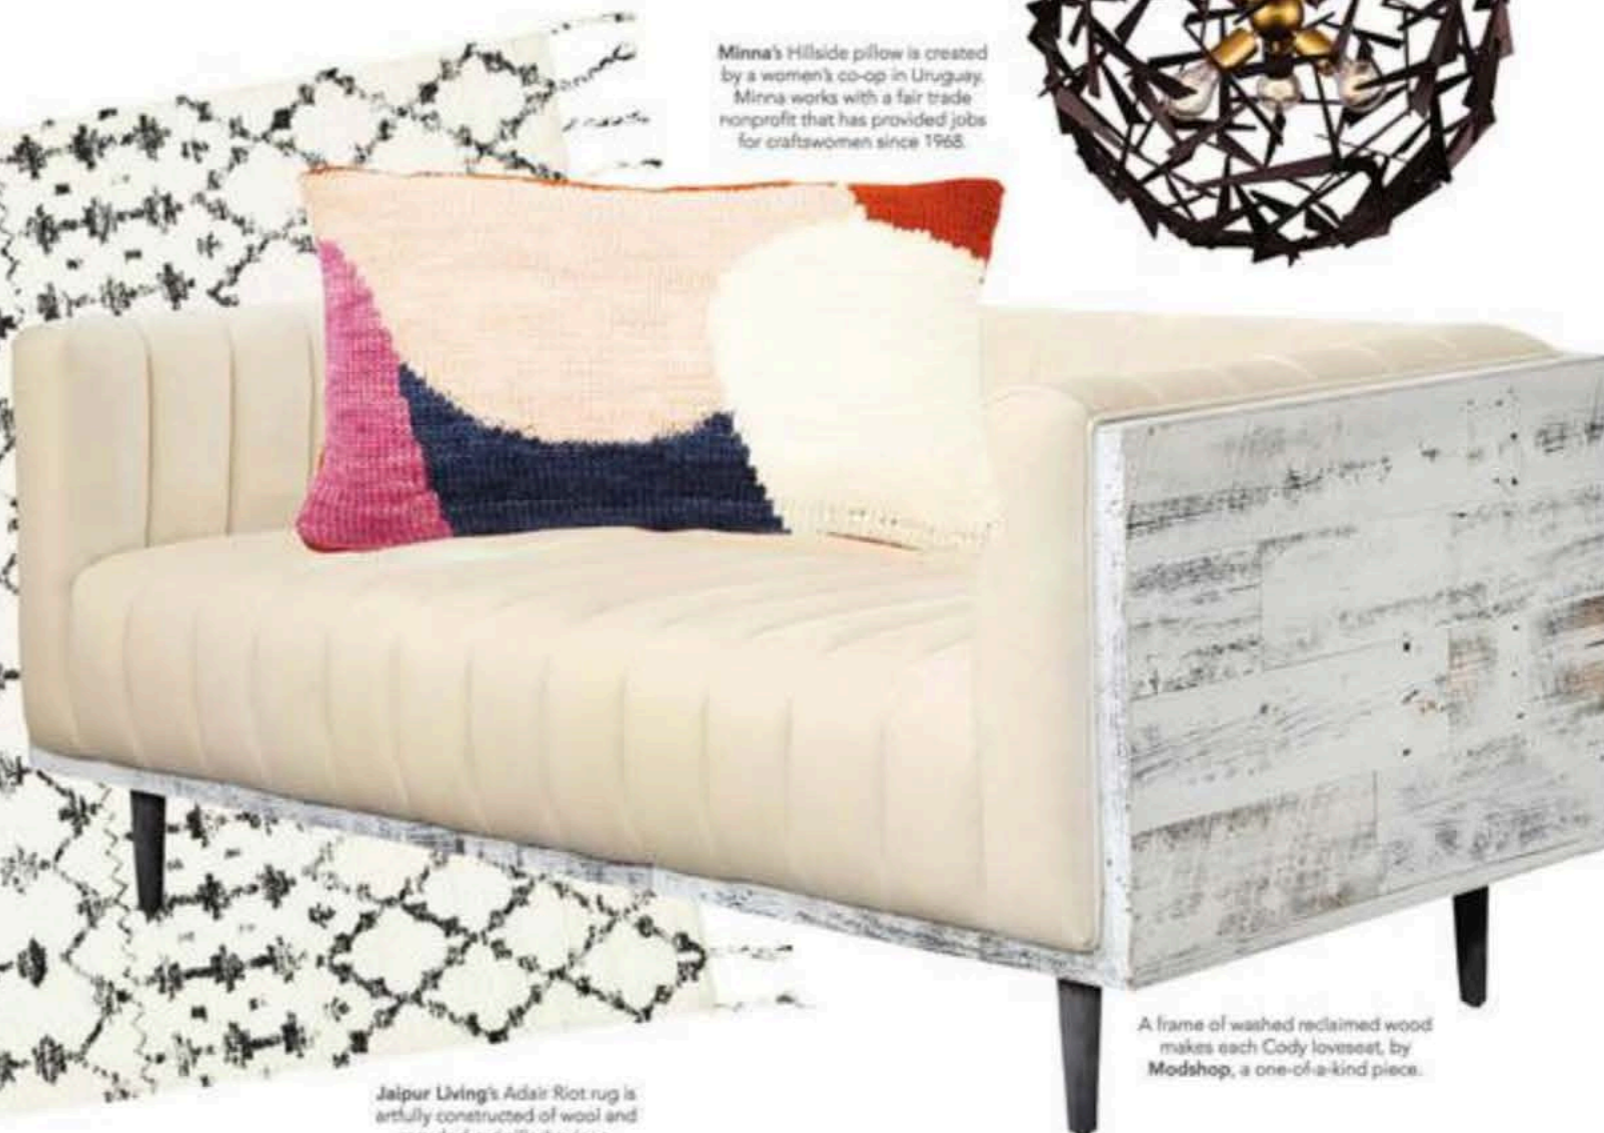 Minna's Hillside pillow is created
by a women's co-op in Uruguay.
Minna works with a fair trade
nonprofit that has provided jobs
for craftswomen since 1968.
A frame of washed reclaimed wood
makes each Cody loveseat, by
Modshop, a one-of-a-kind piece.
Jaipur Living's Adair Riot rug is
artfully constructed of wool and